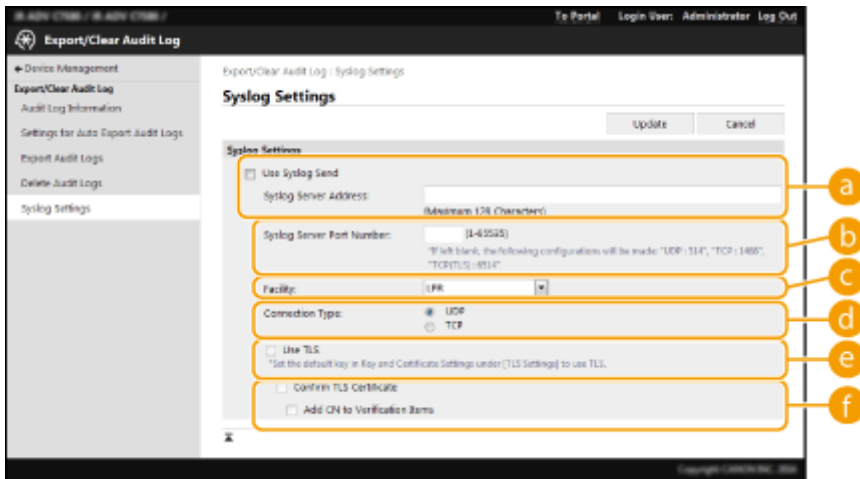 To Portal Login User: Administrator Log Out
Export/Clear Audit Log
Device Management
Export/Clear Audit Log
Audit Log Information
Settings for Auto Export Audit Logs
Export Audit Logs
Delete Audit Logs
Syslog Settings
Export/Clear Audit Log : Syslog Settings
Syslog Settings
Update Cancel
Syslog Settings
Use Syslog Send
Syslog Server Address:
(Maximum 128 Characters)
a
Syslog Server Port Number: (1-65535)
"If left blank, the following configurations will be made: "UDP : 514", "TCP : 1468",
"TCP(TLS) : 6514"
b
Facility: LPR
c
Connection Type: UDP
TCP
d
Use TLS
*Set the default key in Key and Certificate Settings under [TLS Settings] to use TLS.
e
Confirm TLS Certificate
Add CN to Verification Items
f
Copyright CANON INC. 2016